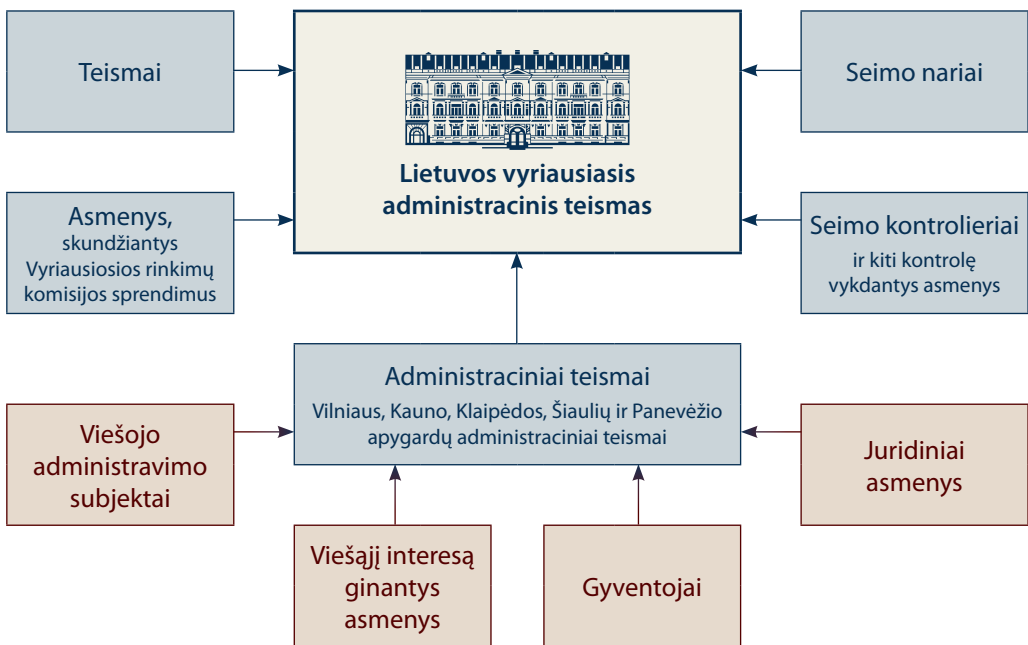 Teismai
Lietuvos vyriausiasis
administracinis teismas
Seimo nariai
Asmenys,
skundžiantys
Vyriausiosios rinkimų
komisijos sprendimus
Seimo kontrolieriai
ir kiti kontrolę
vykdantys asmenys
Administraciniai teismai
Vilniaus, Kauno, Klaipėdos, Šiaulių ir Panevėžio
apygardų administraciniai teismai
Viešojo
administravimo
subjektai
Juridiniai
asmenys
Viešąjį interesą
ginantys
asmenys
Gyventojai